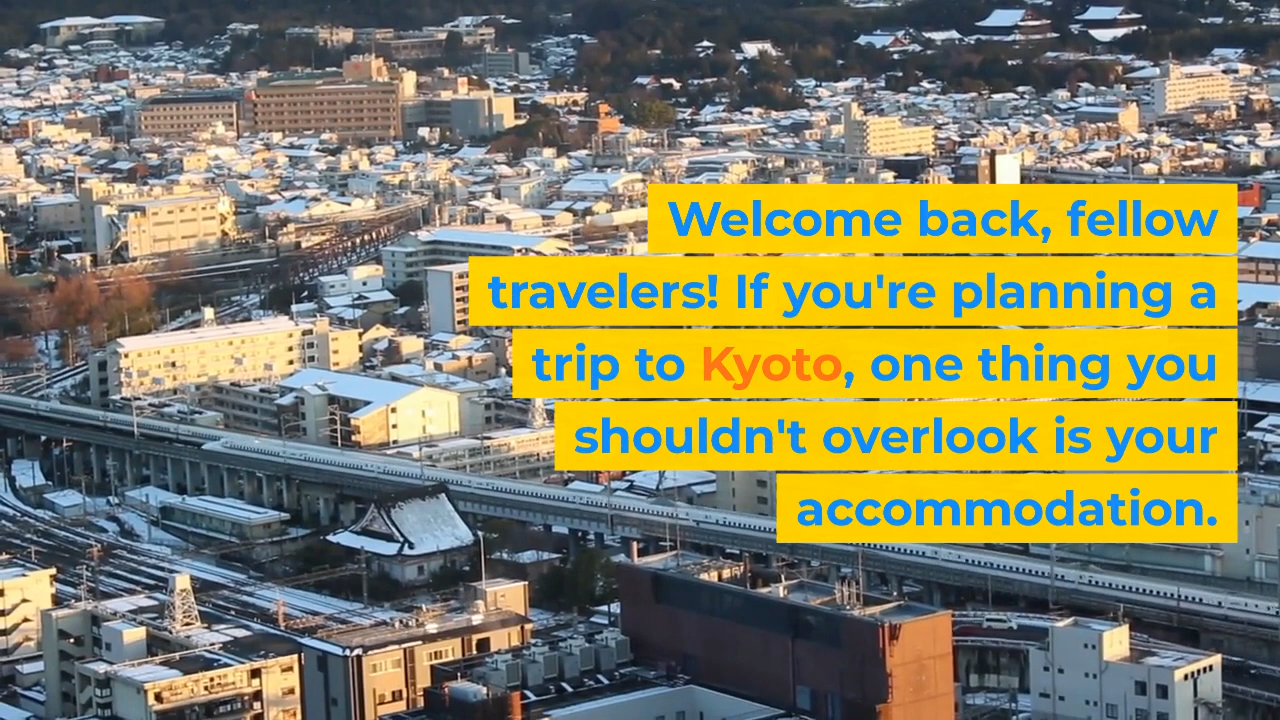 Welcome back, fellow
travelers! If you're planning a
trip to Kyoto, one thing you
shouldn't overlook is your
accommodation.